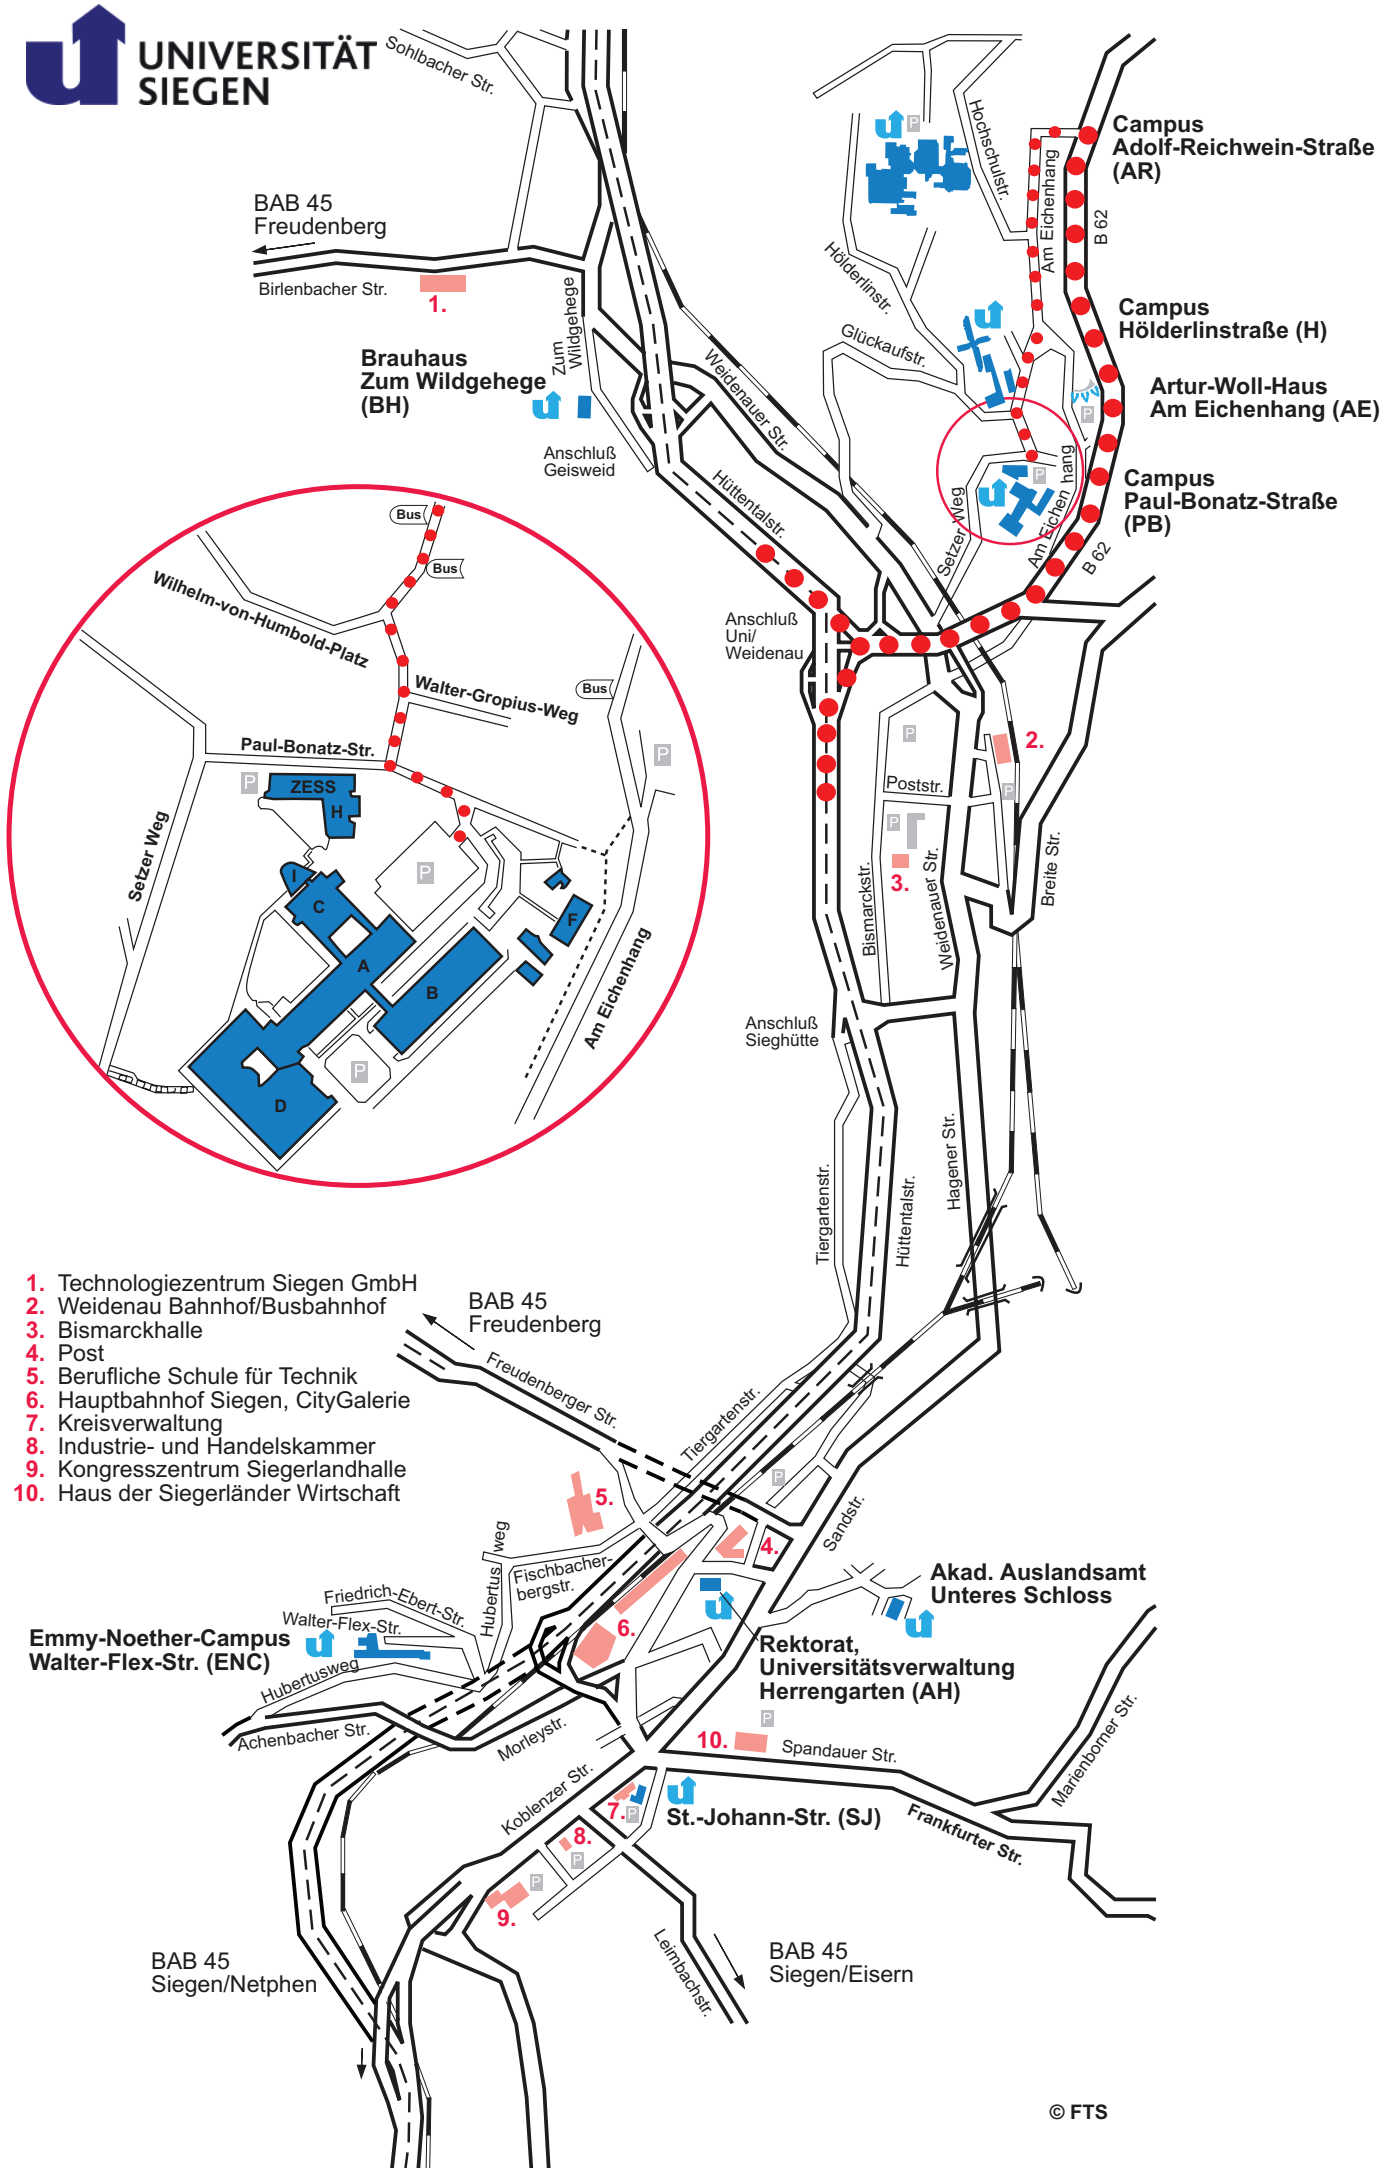 UNIVERSITÄT
SIEGEN
Sohlbacher Str.
BAB 45
Freudenberg
Birlenbacher Str.
1.
Zum
Wildgehege
Brauhaus
Zum Wildgehege
(BH)
Anschluß
Geisweid
Weidenauer Str.
Hüttentalstr.
P
Hochschulstr.
Am Eichenhang
B 62
Campus
Adolf-Reichwein-Straße
(AR)
Hölderlinstr.
Glückaufstr.
Campus
Hölderlinstraße (H)
Artur-Woll-Haus
Am Eichenhang (AE)
P
Campus
Paul-Bonatz-Straße
(PB)
P
Setzer Weg
Am Eichen hang
B 62
Anschluß
Uni/
Weidenau
P
2.
P
Poststr.
P
3.
Bismarckstr.
Weidenauer Str.
Breite Str.
Anschluß
Sieghütte
Tiergartenstr.
Hüttentalstr.
Hagener Str.
Bus
Bus
Wilhelm-von-Humbold-Platz
Walter-Gropius-Weg
Bus
Paul-Bonatz-Str.
P
P
ZESS
H
Setzer Weg
I
C
P
A
B
F
Am Eichenhang
P
D
1. Technologiezentrum Siegen GmbH
2. Weidenau Bahnhof/Busbahnhof
3. Bismarckhalle
4. Post
5. Berufliche Schule für Technik
6. Hauptbahnhof Siegen, CityGalerie
7. Kreisverwaltung
8. Industrie- und Handelskammer
9. Kongresszentrum Siegerlandhalle
10. Haus der Siegerländer Wirtschaft
BAB 45
Freudenberg
Freudenberger Str.
Tiergartenstr.
P
5.
4.
Sandstr.
Hubertus weg
Fischbacher-
bergstr.
Friedrich-Ebert-Str.
Walter-Flex-Str.
Emmy-Noether-Campus
Walter-Flex-Str. (ENC)
Hubertusweg
Achenbacher Str.
6.
Akad. Auslandsamt
Unteres Schloss
Rektorat,
Universitätsverwaltung
Herrengarten (AH)
Morleystr.
P
10.
Spandauer Str.
Marienborner Str.
Koblenzer Str.
7.
P
St.-Johann-Str. (SJ)
Frankfurter Str.
8.
P
P
9.
Leimbachstr.
BAB 45
Siegen/Netphen
BAB 45
Siegen/Eisern
© FTS